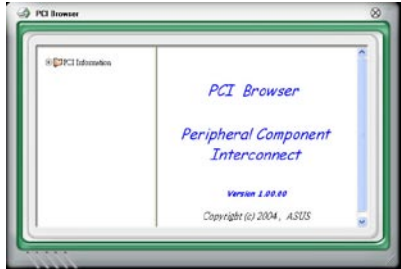 PCI Browser
PCI Information
PCI Browser
Peripheral Component
Interconnect
Version 1.00.00
Copyright (c) 2004, ASUS